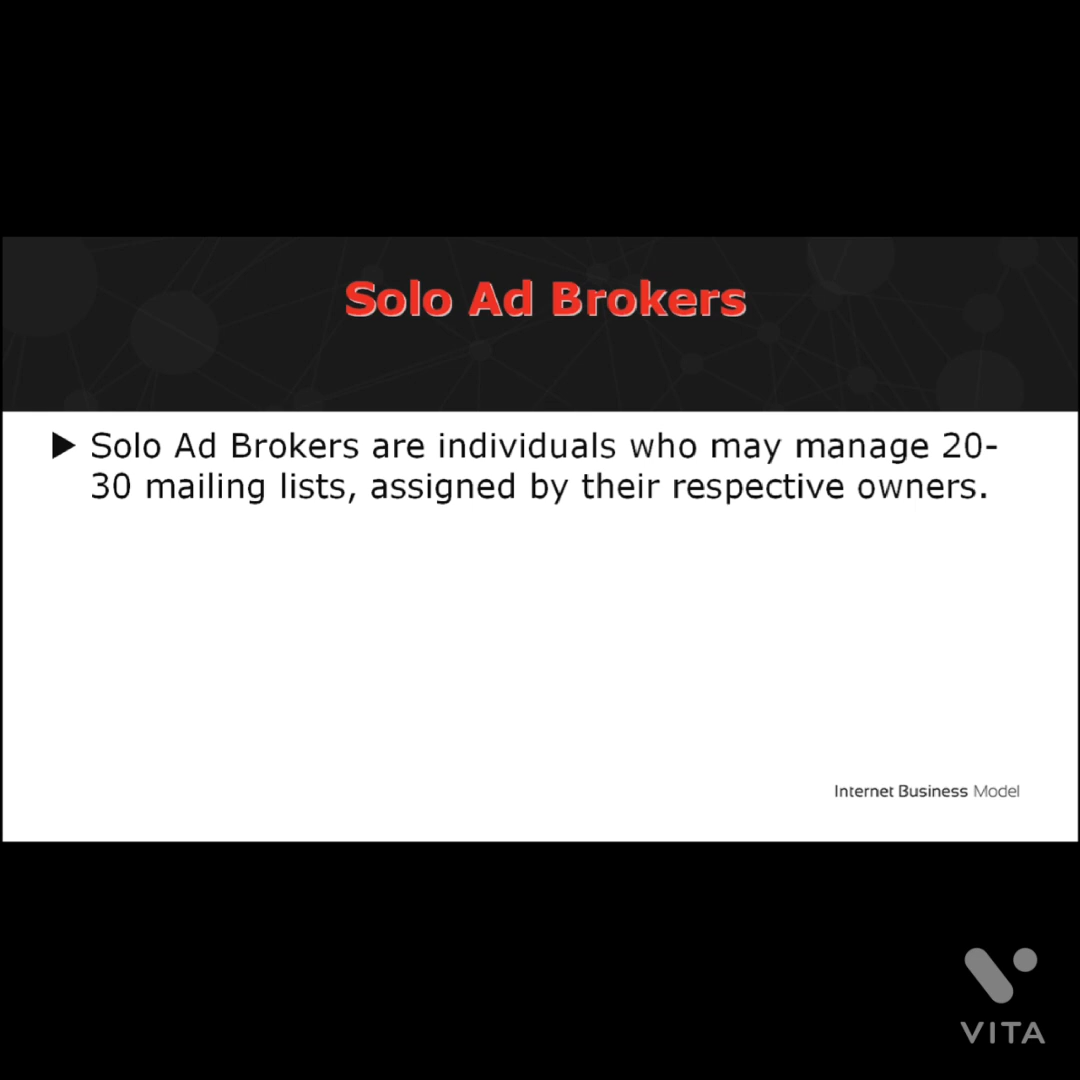 Solo Ad Brokers
Solo Ad Brokers are individuals who may manage 20-
30 mailing lists, assigned by their respective owners.
Internet Business Model
VITA